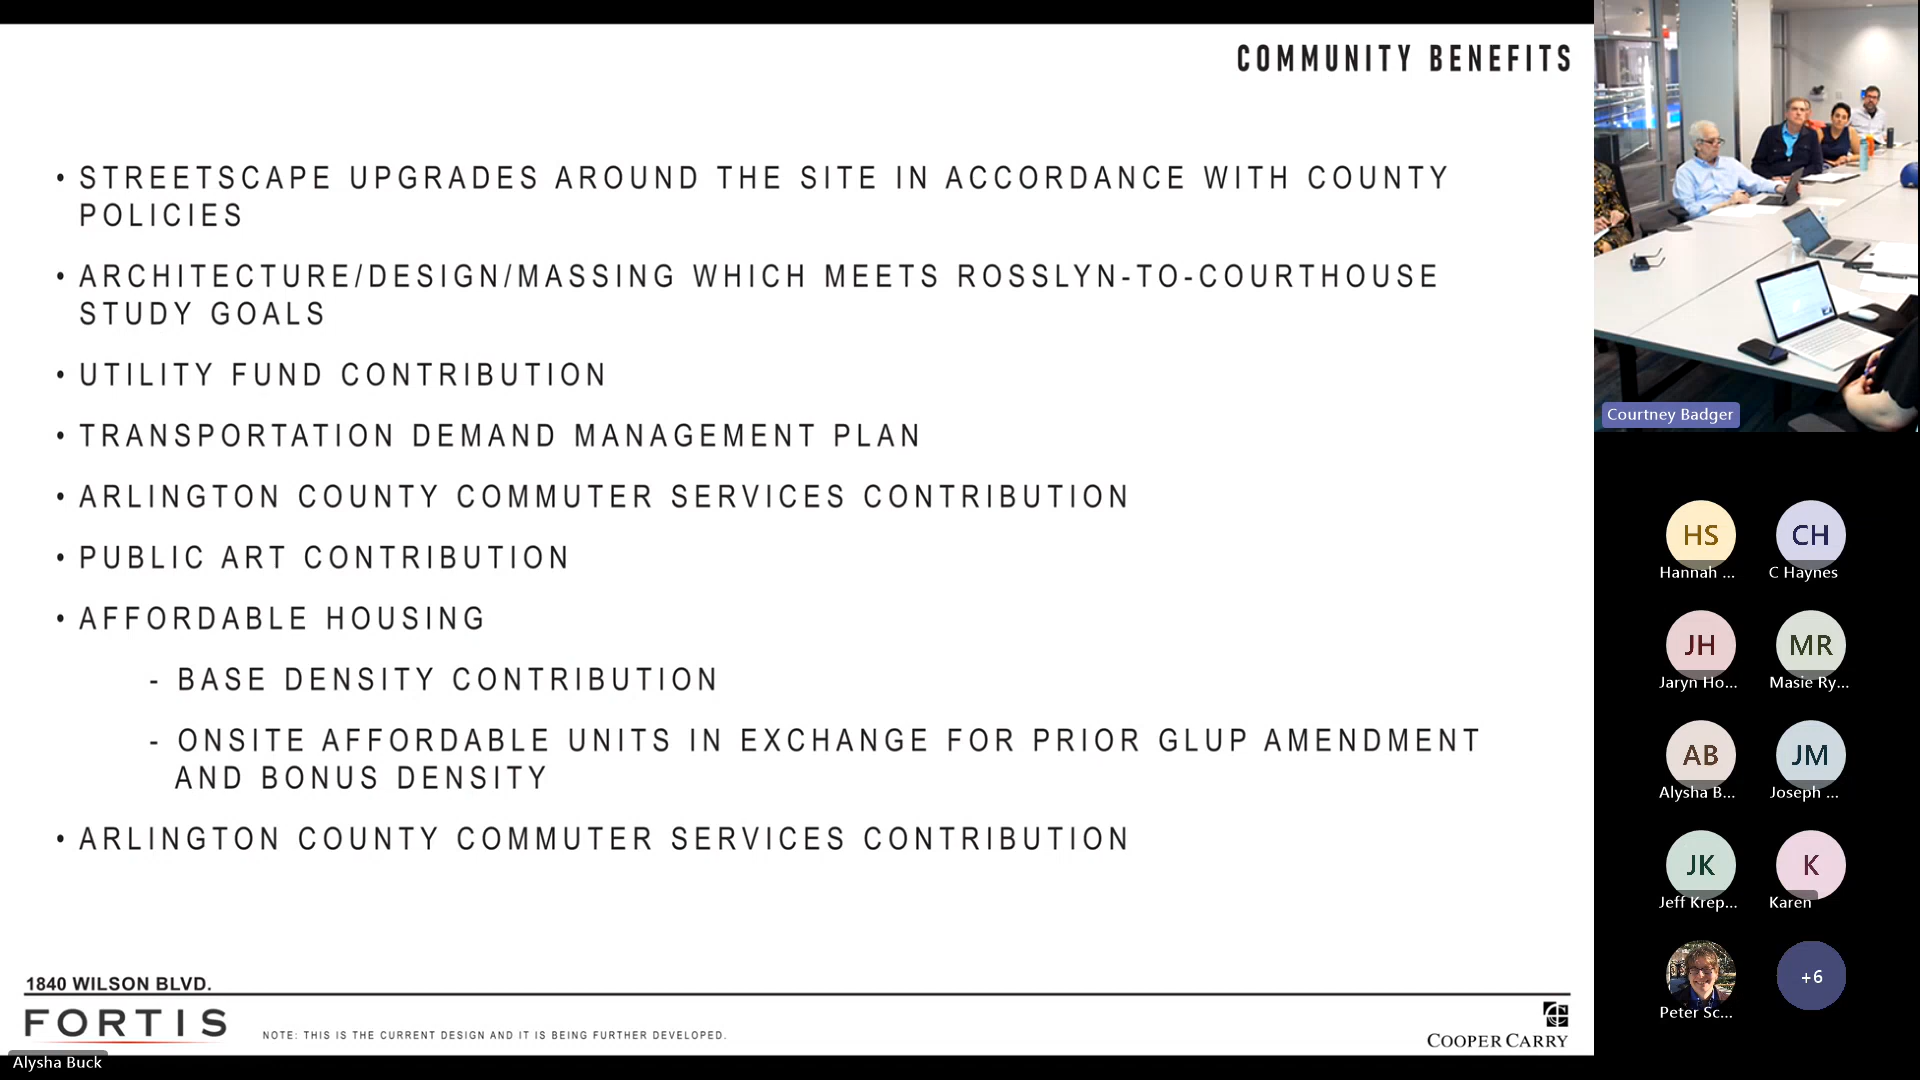 COMMUNITY BENEFITS
• STREETSCAPE UPGRADES AROUND THE SITE IN ACCORDANCE WITH COUNTY
POLICIES
• ARCHITECTURE/DESIGN/MASSING WHICH MEETS ROSSLYN-TO-COURTHOUSE
STUDY GOALS
• UTILITY FUND CONTRIBUTION
• TRANSPORTATION DEMAND MANAGEMENT PLAN
• ARLINGTON COUNTY COMMUTER SERVICES CONTRIBUTION
• PUBLIC ART CONTRIBUTION
• AFFORDABLE HOUSING
- BASE DENSITY CONTRIBUTION
- ONSITE AFFORDABLE UNITS IN EXCHANGE FOR PRIOR GLUP AMENDMENT
AND BONUS DENSITY
• ARLINGTON COUNTY COMMUTER SERVICES CONTRIBUTION
1840 WILSON BLVD.
FORTIS
NOTE: THIS IS THE CURRENT DESIGN AND IT IS BEING FURTHER DEVELOPED.
COOPER CARRY
Alysha Buck
Courtney Badger
HS
Hannah ...
CH
C Haynes
JH
Jaryn Ho...
MR
Masie Ry...
AB
Alysha B...
JM
Joseph ...
JK
Jeff Krep...
K
Karen
Peter Sc...
+6